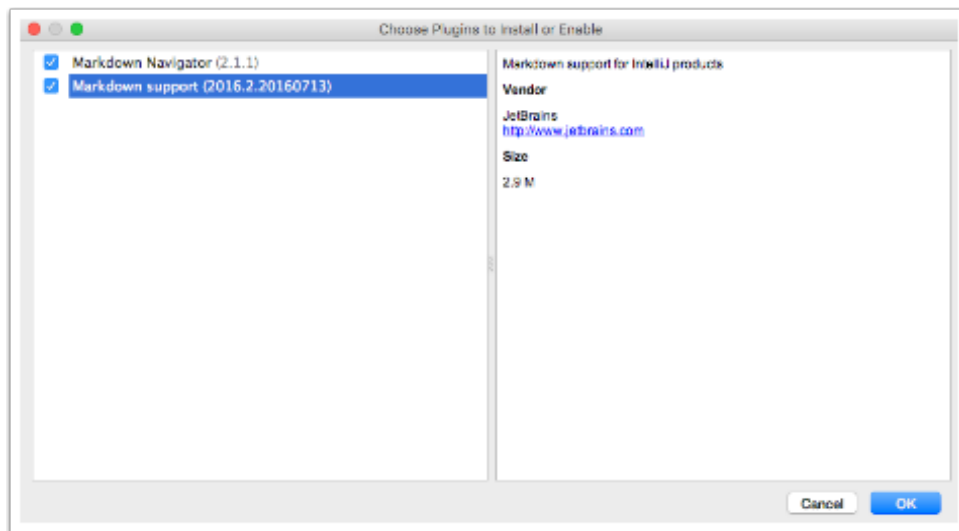 Choose Plugins to Install or Enable
Markdown Navigator (2.1.1)
Markdown support (2016.2.20160713)
Markdown support for IntelliJ products
Vendor
JetBrains
http://www.jetbrains.com
Size
2.9 M
Cancel
OK